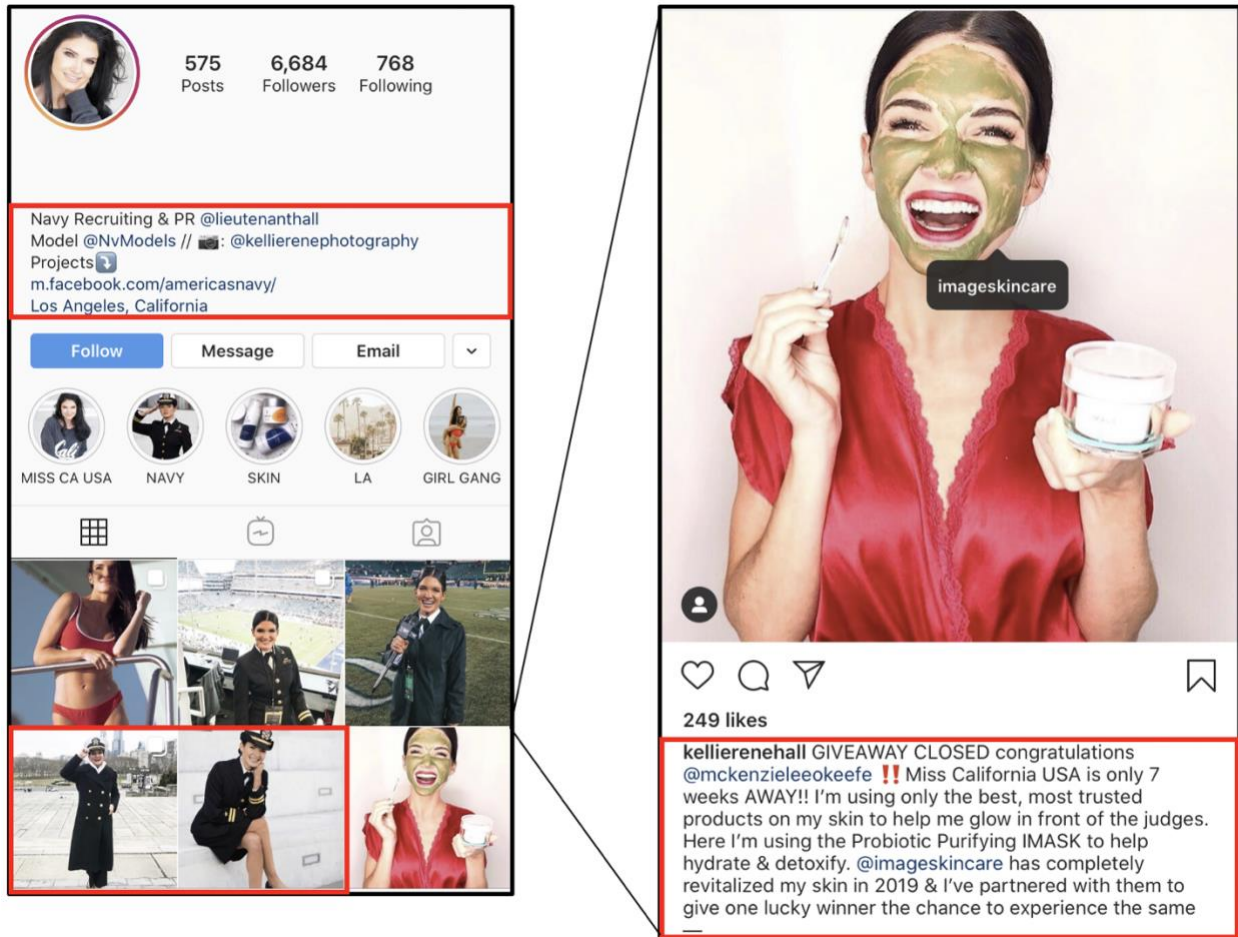 575 6,684 768
Posts Followers Following
Navy Recruiting & PR @lieutenanthall
Model @NvModels // 📷: @kellierenephotography
Projects⤵️
m.facebook.com/americasnavy/
Los Angeles, California
Follow Message Email
Cali
MISS CA USA NAVY SKIN LA GIRL GANG
imageskincare
249 likes
kellierenehall GIVEAWAY CLOSED congratulations
@mckenzieleeokeefe ‼️ Miss California USA is only 7
weeks AWAY!! I’m using only the best, most trusted
products on my skin to help me glow in front of the judges.
Here I’m using the Probiotic Purifying IMASK to help
hydrate & detoxify. @imageskincare has completely
revitalized my skin in 2019 & I’ve partnered with them to
give one lucky winner the chance to experience the same
—